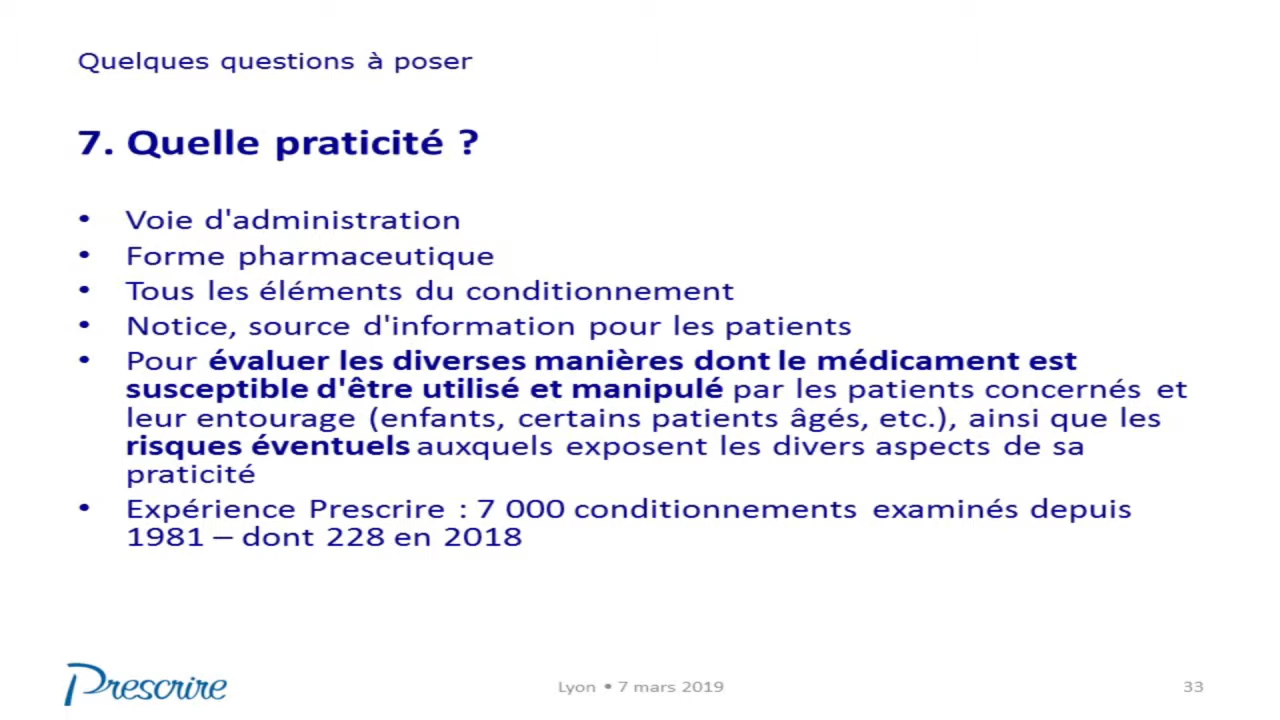 Quelques questions à poser
7. Quelle praticité ?
• Voie d'administration
• Forme pharmaceutique
• Tous les éléments du conditionnement
• Notice, source d'information pour les patients
• Pour évaluer les diverses manières dont le médicament est
susceptible d'être utilisé et manipulé par les patients concernés et
leur entourage (enfants, certains patients âgés, etc.), ainsi que les
risques éventuels auxquels exposent les divers aspects de sa
praticité
• Expérience Prescrire : 7 000 conditionnements examinés depuis
1981 – dont 228 en 2018
Prescrire
Lyon • 7 mars 2019
33